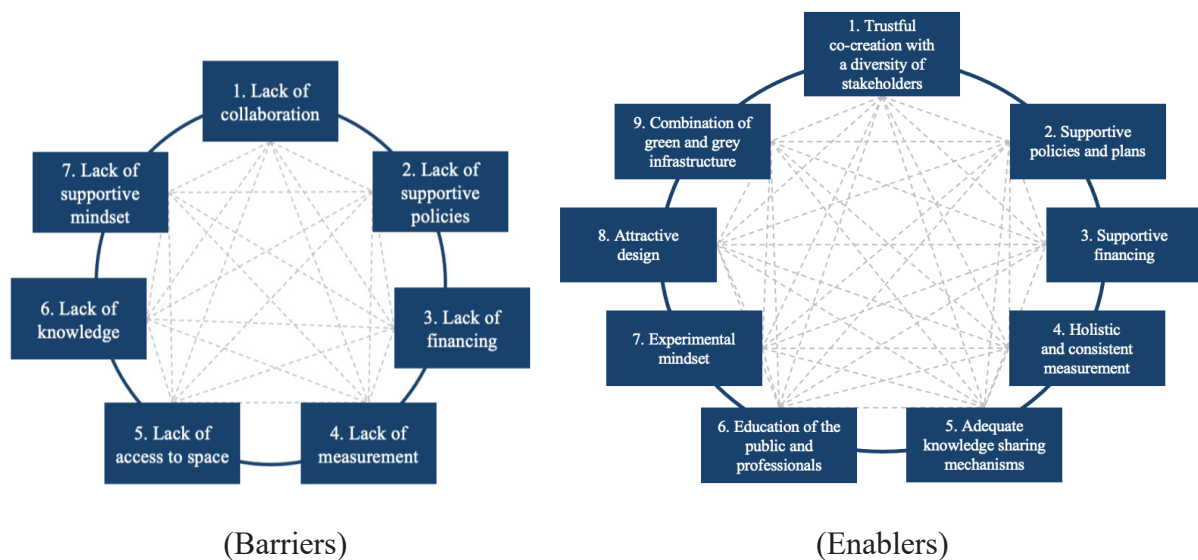 1. Lack of
collaboration
2. Lack of
supportive
policies
3. Lack of
financing
4. Lack of
measurement
5. Lack of
access to space
6. Lack of
knowledge
7. Lack of
supportive
mindset
(Barriers)
1. Trustful
co-creation with
a diversity of
stakeholders
2. Supportive
policies and plans
3. Supportive
financing
4. Holistic
and consistent
measurement
5. Adequate
knowledge sharing
mechanisms
6. Education of the
public and
professionals
7. Experimental
mindset
8. Attractive
design
9. Combination of
green and grey
infrastructure
(Enablers)